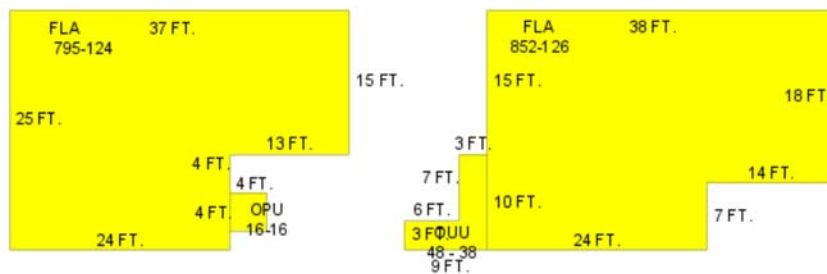 FLA
795-124
37 FT.
15 FT.
25 FT.
13 FT.
4 FT.
4 FT.
4 FT.
OPU
16-16
24 FT.
FLA
852-126
38 FT.
15 FT.
18 FT.
3 FT.
7 FT.
14 FT.
6 FT.
10 FT.
7 FT.
3 FT.
48 - 38
24 FT.
9 FT.